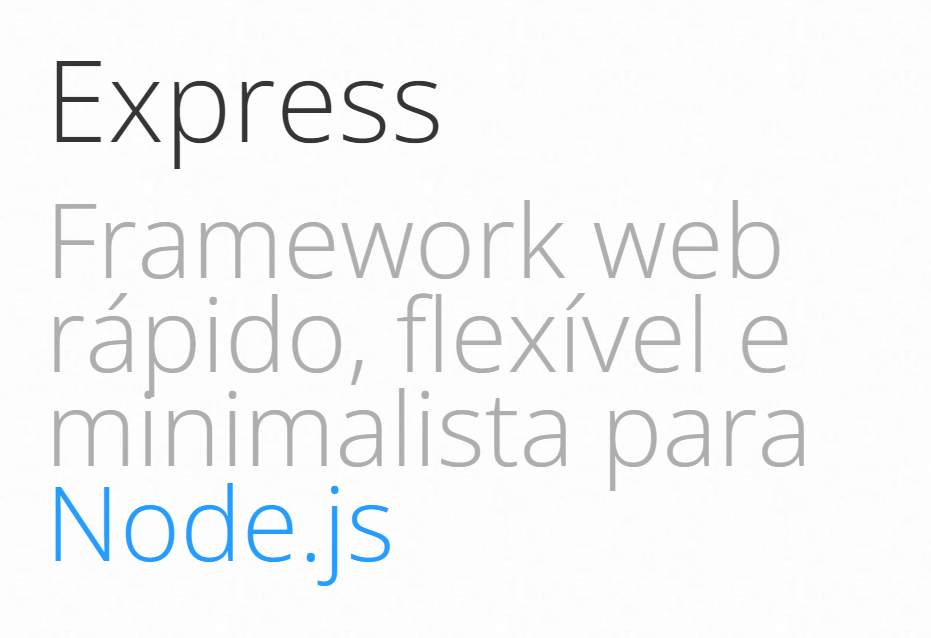 Express
Framework web
rápido, flexível e
minimalista para
Node.js